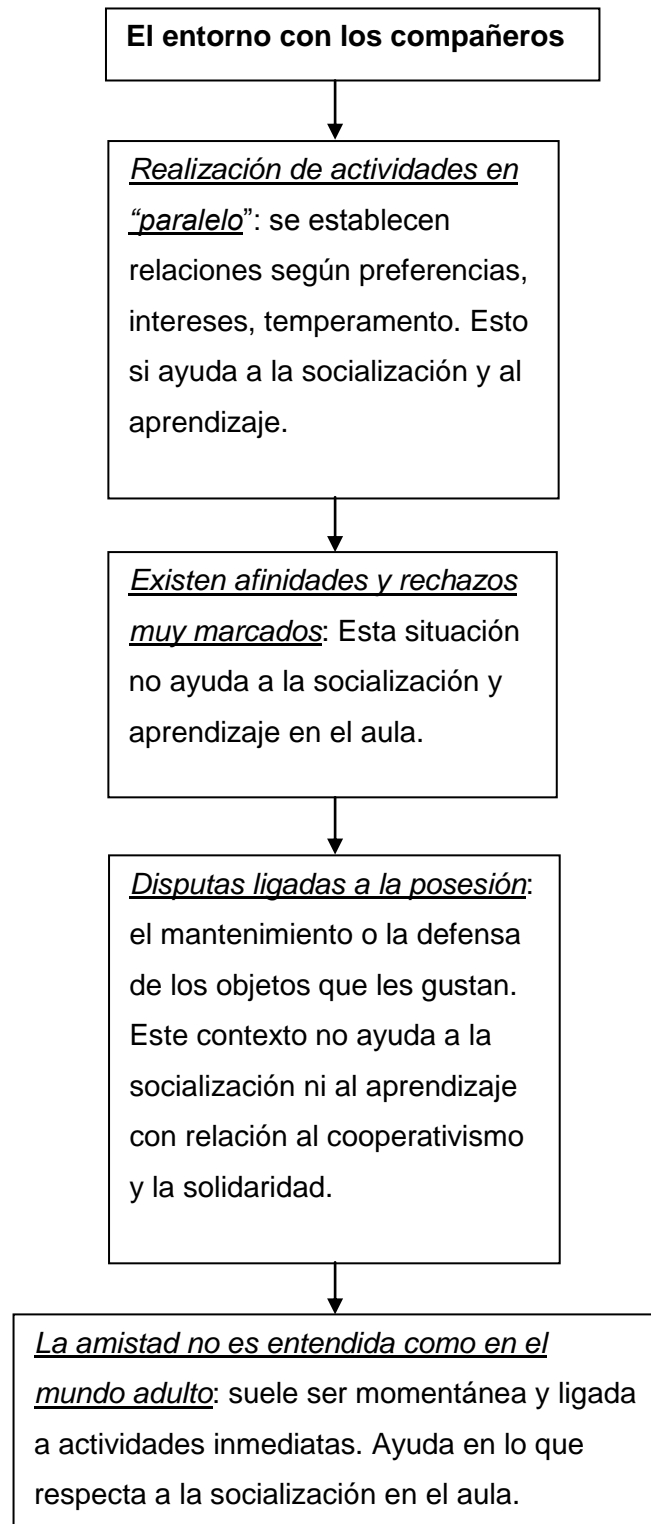 El entorno con los compañeros
Realización de actividades en
“paralelo”: se establecen
relaciones según preferencias,
intereses, temperamento. Esto
si ayuda a la socialización y al
aprendizaje.
Existen afinidades y rechazos
muy marcados: Esta situación
no ayuda a la socialización y
aprendizaje en el aula.
Disputas ligadas a la posesión:
el mantenimiento o la defensa
de los objetos que les gustan.
Este contexto no ayuda a la
socialización ni al aprendizaje
con relación al cooperativismo
y la solidaridad.
La amistad no es entendida como en el
mundo adulto: suele ser momentánea y ligada
a actividades inmediatas. Ayuda en lo que
respecta a la socialización en el aula.